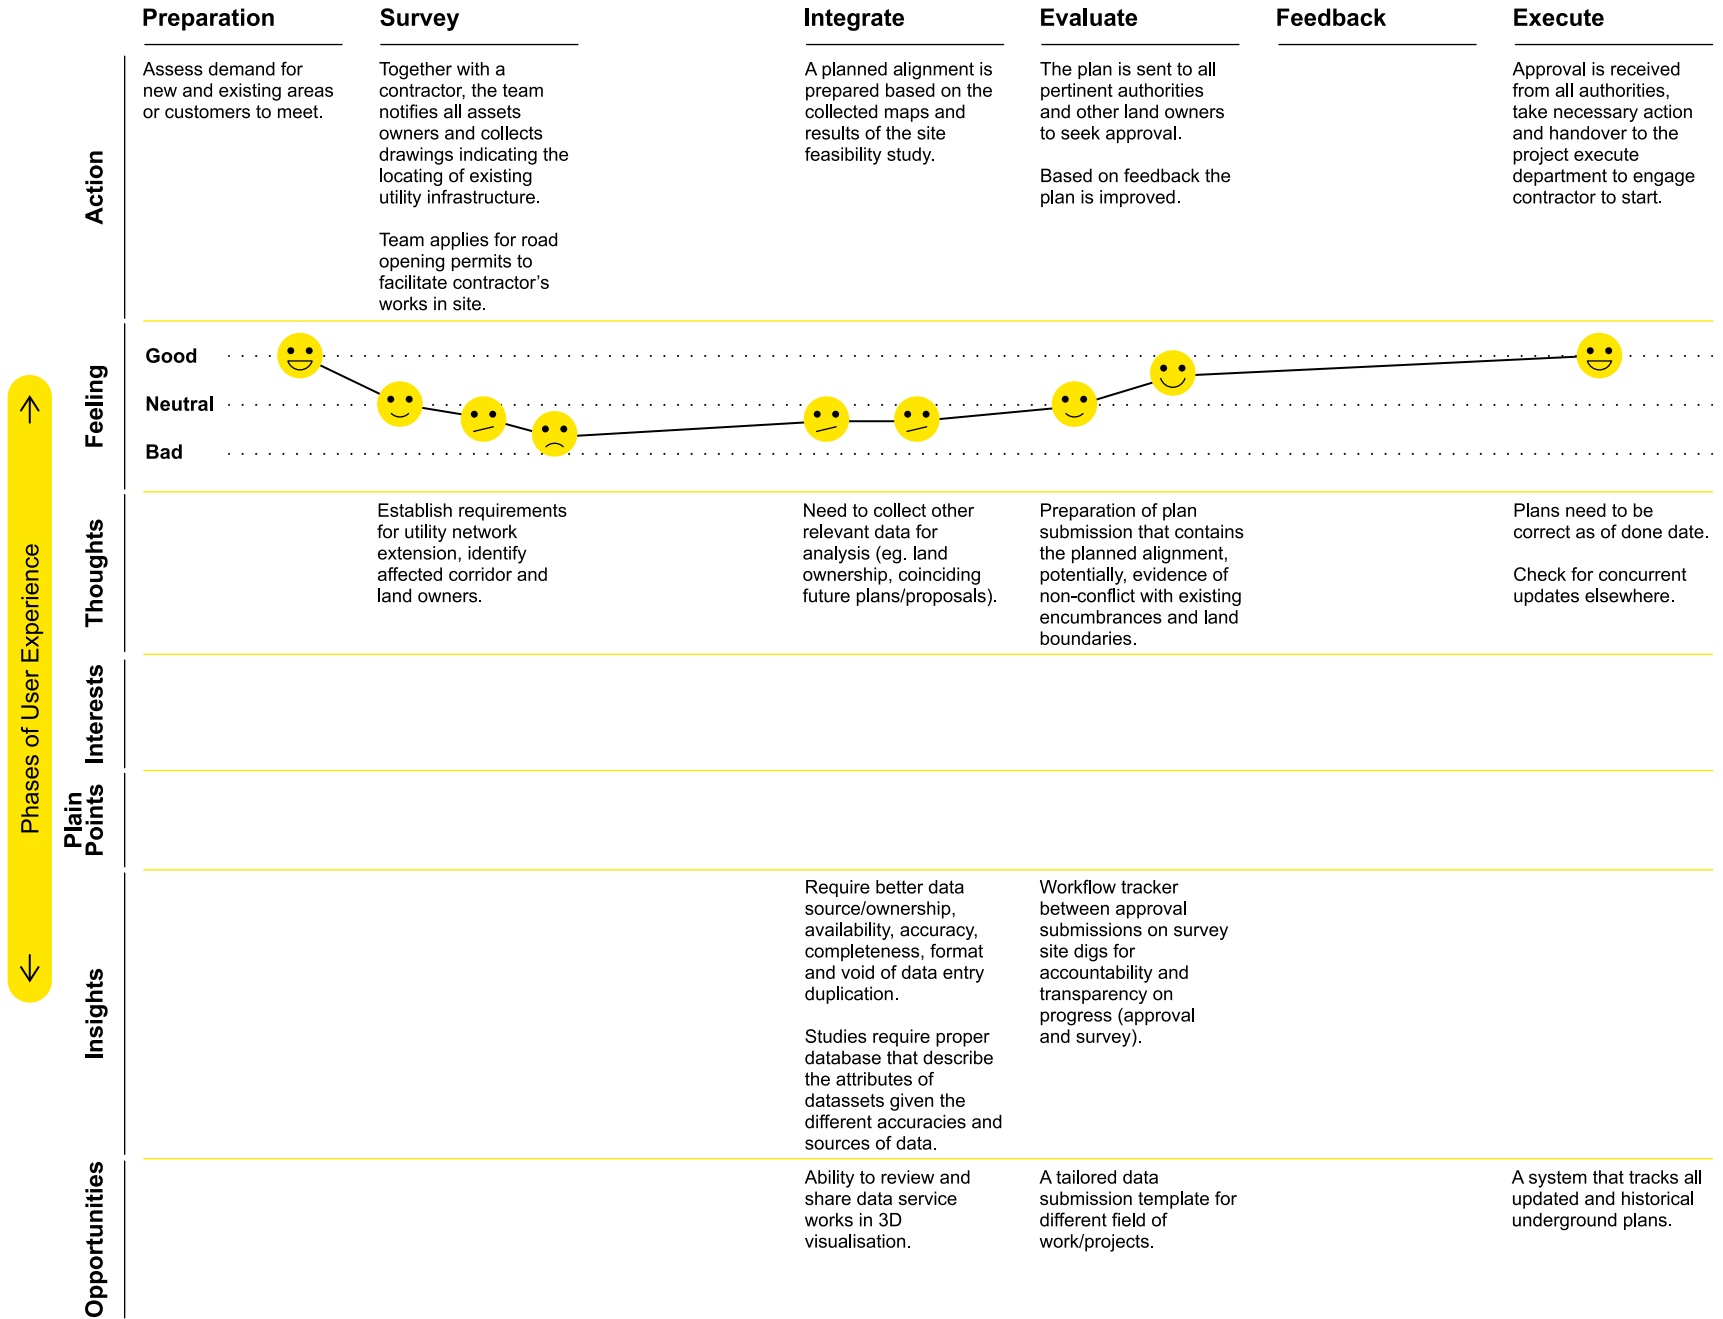 Preparation
Survey
Integrate
Evaluate
Feedback
Execute
Phases of User Experience
Action
Assess demand for
new and existing areas
or customers to meet.
Together with a
contractor, the team
notifies all assets
owners and collects
drawings indicating the
locating of existing
utility infrastructure.
Team applies for road
opening permits to
facilitate contractor’s
works in site.
A planned alignment is
prepared based on the
collected maps and
results of the site
feasibility study.
The plan is sent to all
pertinent authorities
and other land owners
to seek approval.
Based on feedback the
plan is improved.
Approval is received
from all authorities,
take necessary action
and handover to the
project execute
department to engage
contractor to start.
Feeling
Good
Neutral
Bad
Thoughts
Establish requirements
for utility network
extension, identify
affected corridor and
land owners.
Need to collect other
relevant data for
analysis (eg. land
ownership, coinciding
future plans/proposals).
Preparation of plan
submission that contains
the planned alignment,
potentially, evidence of
non-conflict with existing
encumbrances and land
boundaries.
Plans need to be
correct as of done date.
Check for concurrent
updates elsewhere.
Interests
Plain
Points
Insights
Require better data
source/ownership,
availability, accuracy,
completeness, format
and void of data entry
duplication.
Studies require proper
database that describe
the attributes of
datasets given the
different accuracies and
sources of data.
Workflow tracker
between approval
submissions on survey
site digs for
accountability and
transparency on
progress (approval
and survey).
Opportunities
Ability to review and
share data service
works in 3D
visualisation.
A tailored data
submission template for
different field of
work/projects.
A system that tracks all
updated and historical
underground plans.